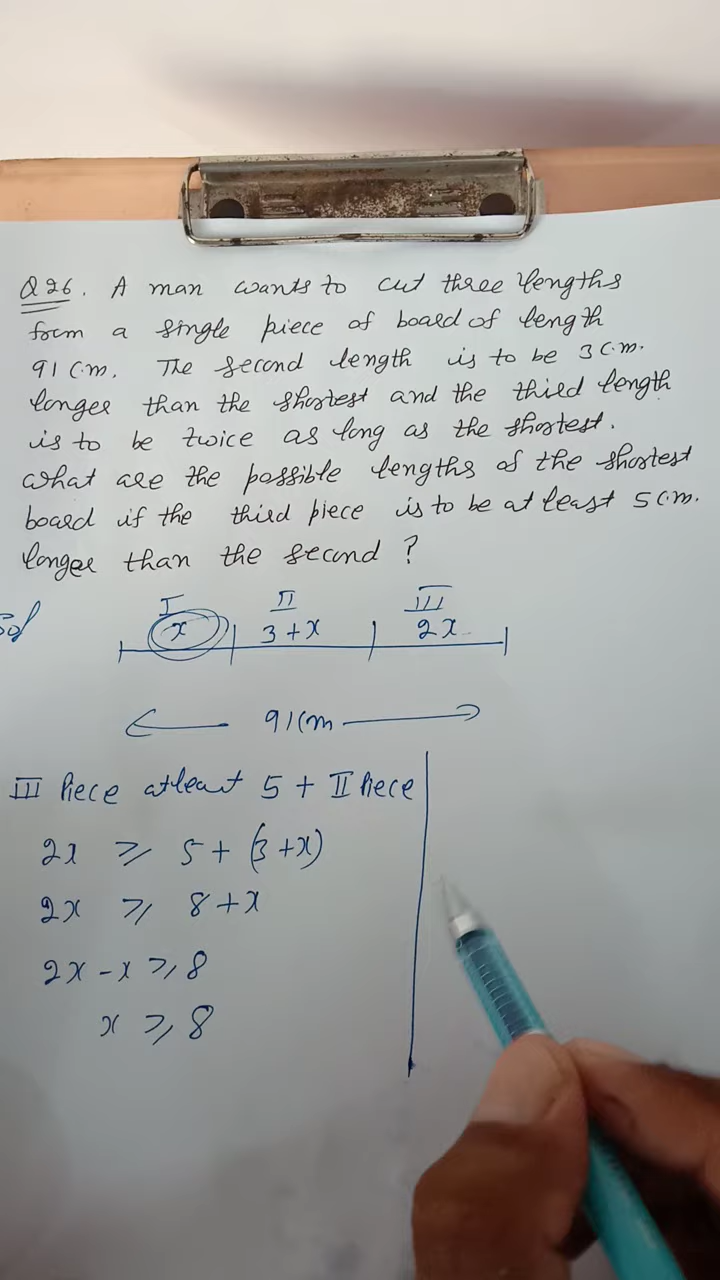 Q 26. A man wants to cut three lengths
from a single piece of board of length
91 cm. The second length is to be 3 cm.
longer than the shortest and the third length
is to be twice as long as the shortest.
what are the possible lengths of the shortest
board if the third piece is to be at least 5 cm.
longer than the second ?
Sol
I II III
x 3+x 2x
91cm
III Piece atleast 5 + II Piece
2x ≥ 5 + (3 +x)
2x ≥ 8 +x
2x -x ≥ 8
x ≥ 8